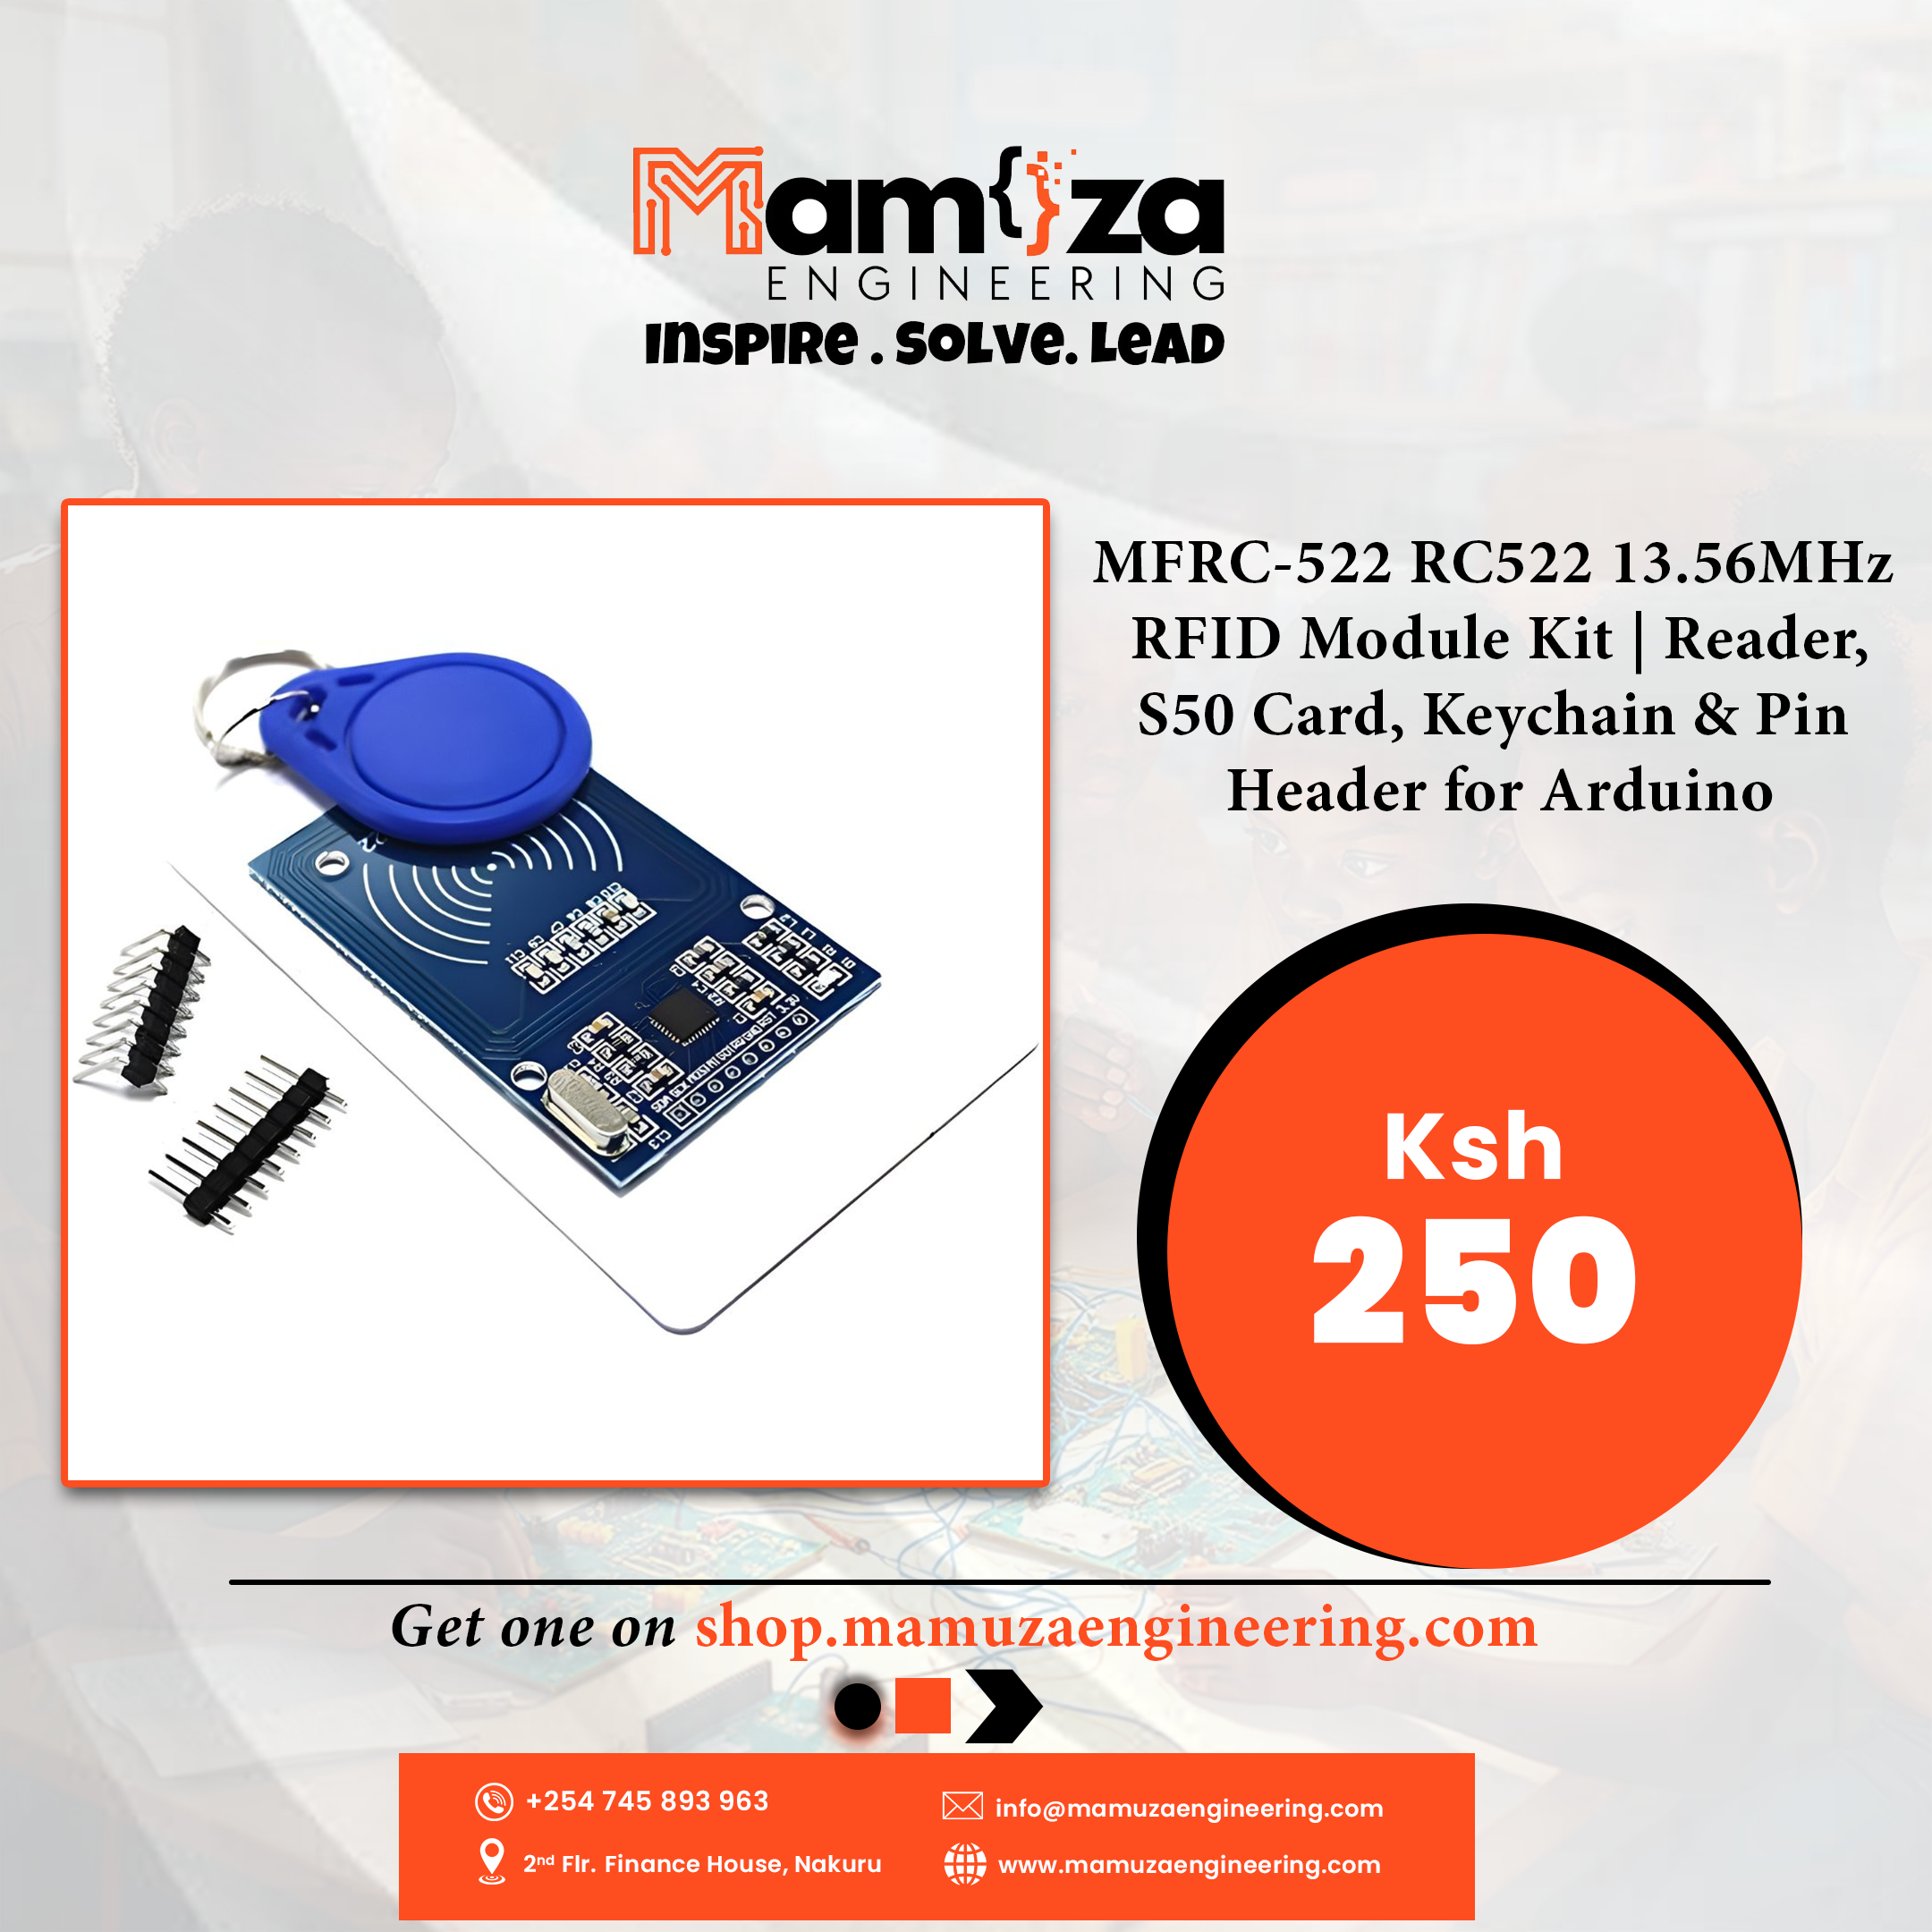 Mam{}za
ENGINEERING
INSPIRE . SOLVE. LEAD
MFRC-522 RC522 13.56MHz
RFID Module Kit | Reader,
S50 Card, Keychain & Pin
Header for Arduino
Ksh
250
Get one on shop.mamuzaengineering.com
+254 745 893 963
info@mamuzaengineering.com
2nd Flr. Finance House, Nakuru
www.mamuzaengineering.com